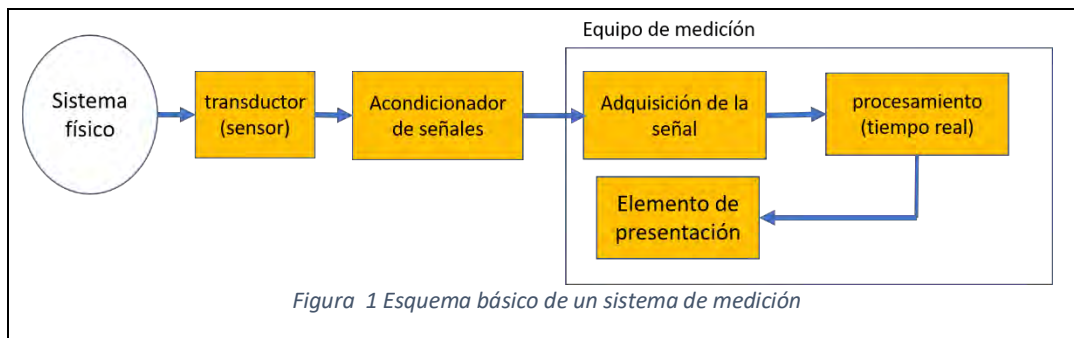 Equipo de medición
Sistema
físico
transductor
(sensor)
Acondicionador
de señales
Adquisición de la
señal
procesamiento
(tiempo real)
Elemento de
presentación
Figura 1 Esquema básico de un sistema de medición